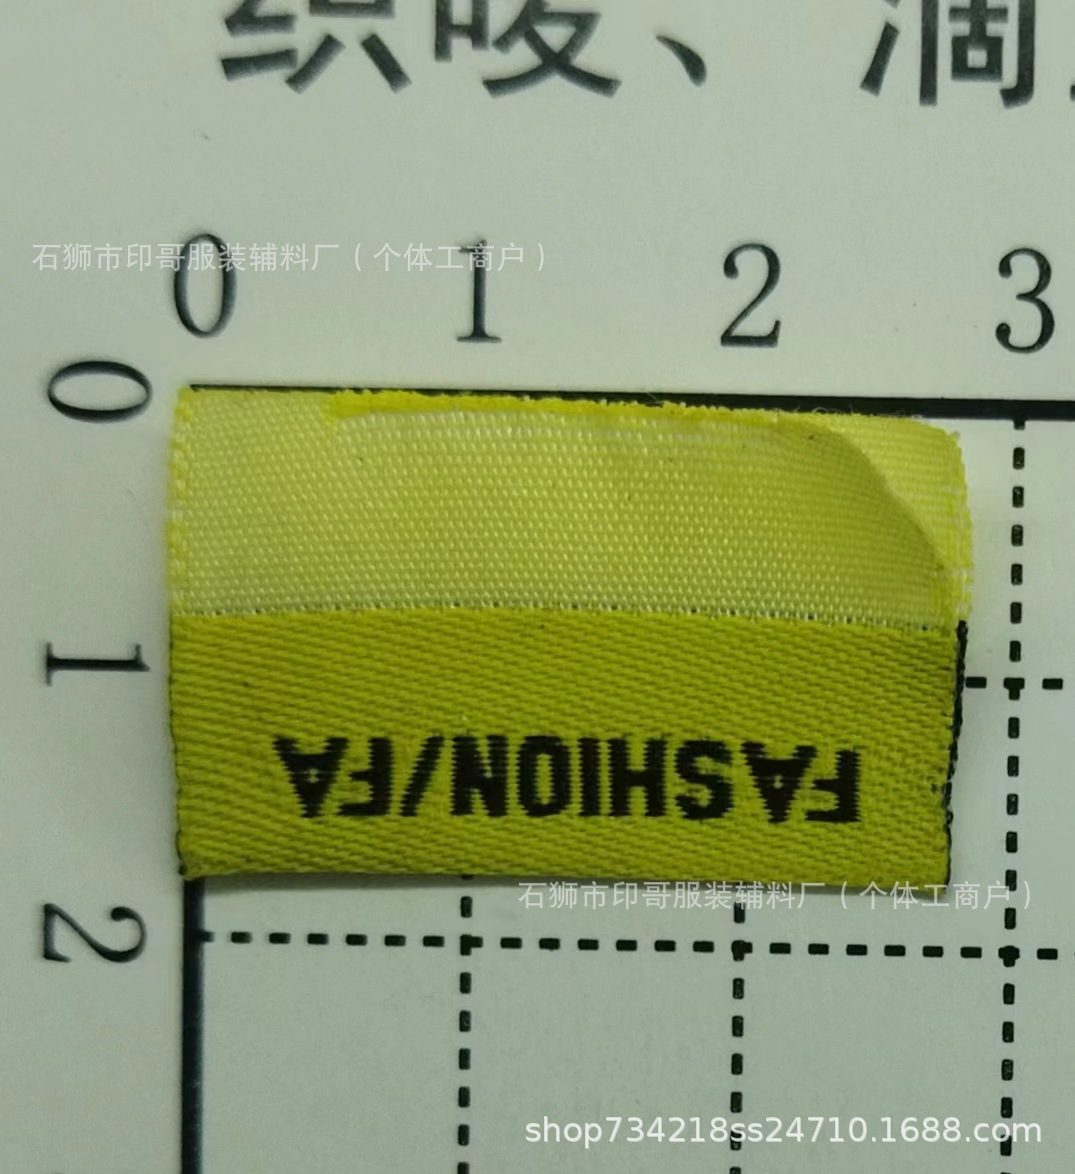 织唛、滴
石狮市印哥服装辅料厂（个体工商户）
0 1 2 3
0
1
FASHION/FA
石狮市印哥服装辅料厂（个体工商户）
2
shop734218ss24710.1688.com